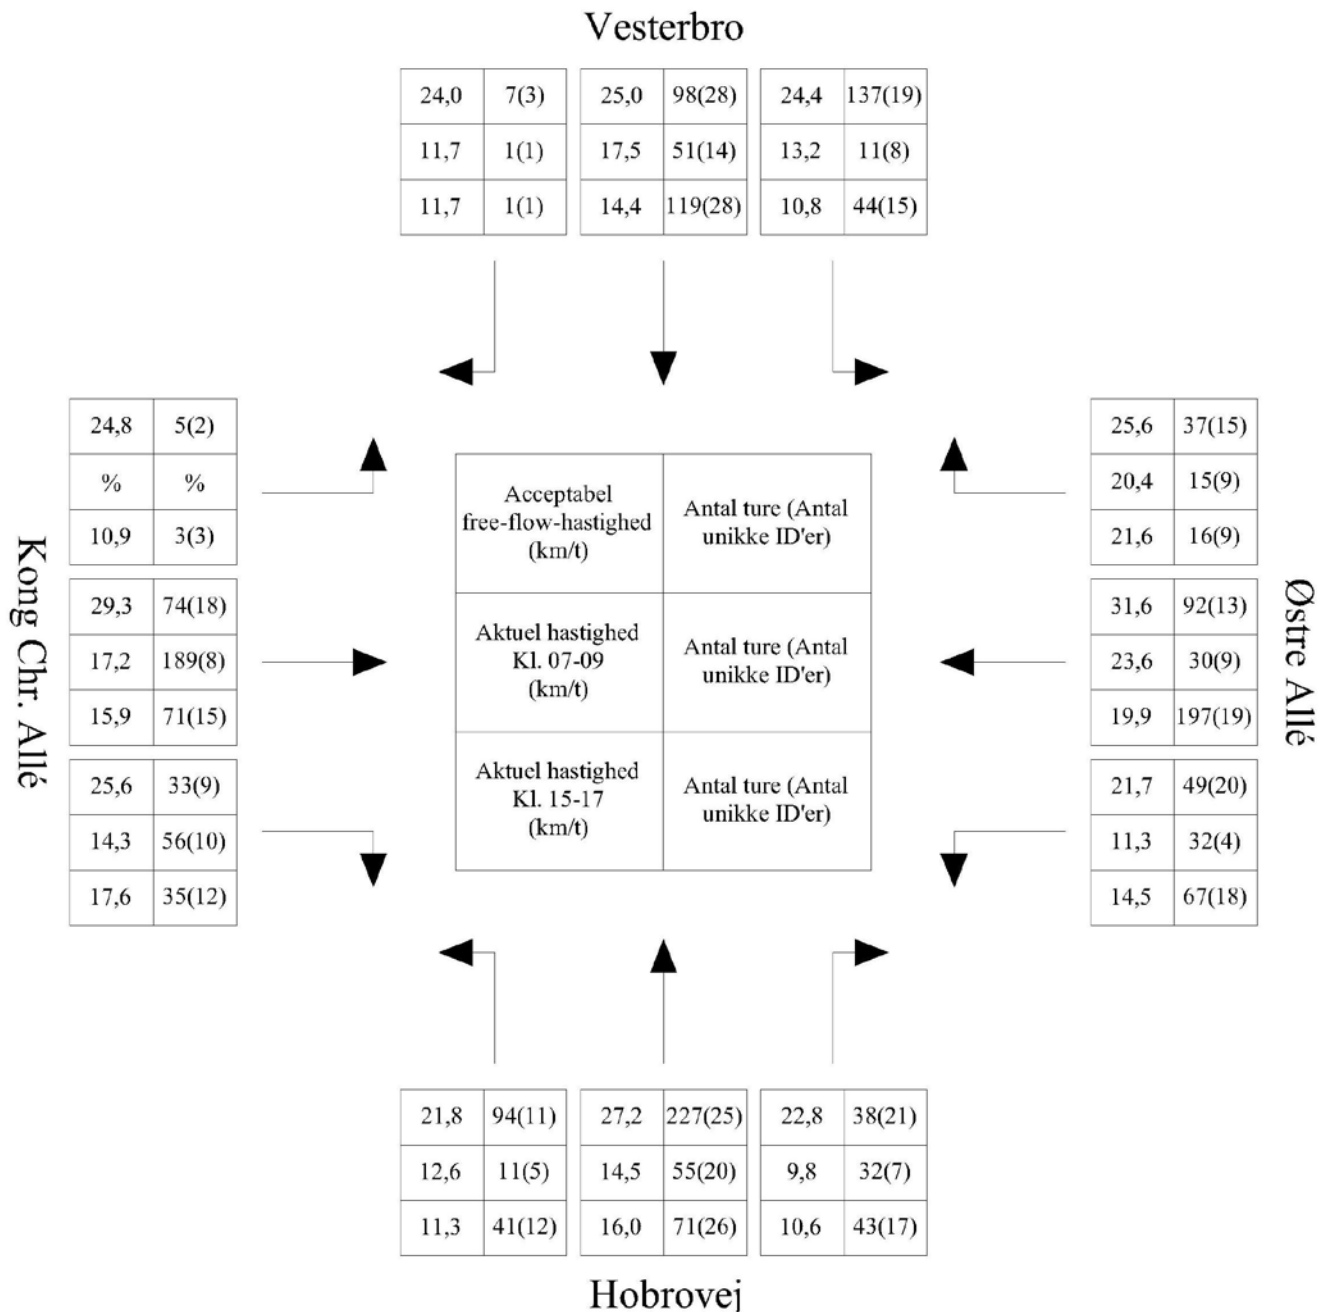 Vesterbro
24,0 7(3) 25,0 98(28) 24,4 137(19)
11,7 1(1) 17,5 51(14) 13,2 11(8)
11,7 1(1) 14,4 119(28) 10,8 44(15)
Kong Chr. Allé
24,8 5(2)
% %
10,9 3(3)
29,3 74(18)
17,2 189(8)
15,9 71(15)
25,6 33(9)
14,3 56(10)
17,6 35(12)
Acceptabel
free-flow-hastighed
(km/t)
Antal ture (Antal
unikke ID'er)
Aktuel hastighed
Kl. 07-09
(km/t)
Antal ture (Antal
unikke ID'er)
Aktuel hastighed
Kl. 15-17
(km/t)
Antal ture (Antal
unikke ID'er)
25,6 37(15)
20,4 15(9)
21,6 16(9)
31,6 92(13)
23,6 30(9)
19,9 197(19)
21,7 49(20)
11,3 32(4)
14,5 67(18)
Østre Allé
21,8 94(11) 27,2 227(25) 22,8 38(21)
12,6 11(5) 14,5 55(20) 9,8 32(7)
11,3 41(12) 16,0 71(26) 10,6 43(17)
Hobrovej